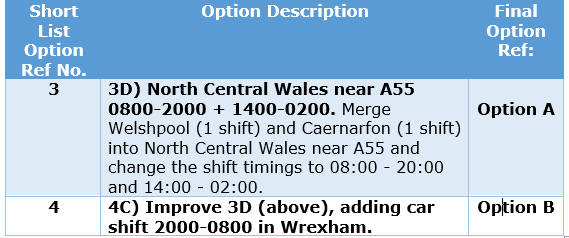 Short List Option Ref No.
Option Description
Final Option Ref:
3
3D) North Central Wales near A55
0800-2000 + 1400-0200. Merge
Welshpool (1 shift) and Caernarfon (1 shift)
into North Central Wales near A55 and
change the shift timings to 08:00 - 20:00
and 14:00 - 02:00.
Option A
4
4C) Improve 3D (above), adding car
shift 2000-0800 in Wrexham.
Option B